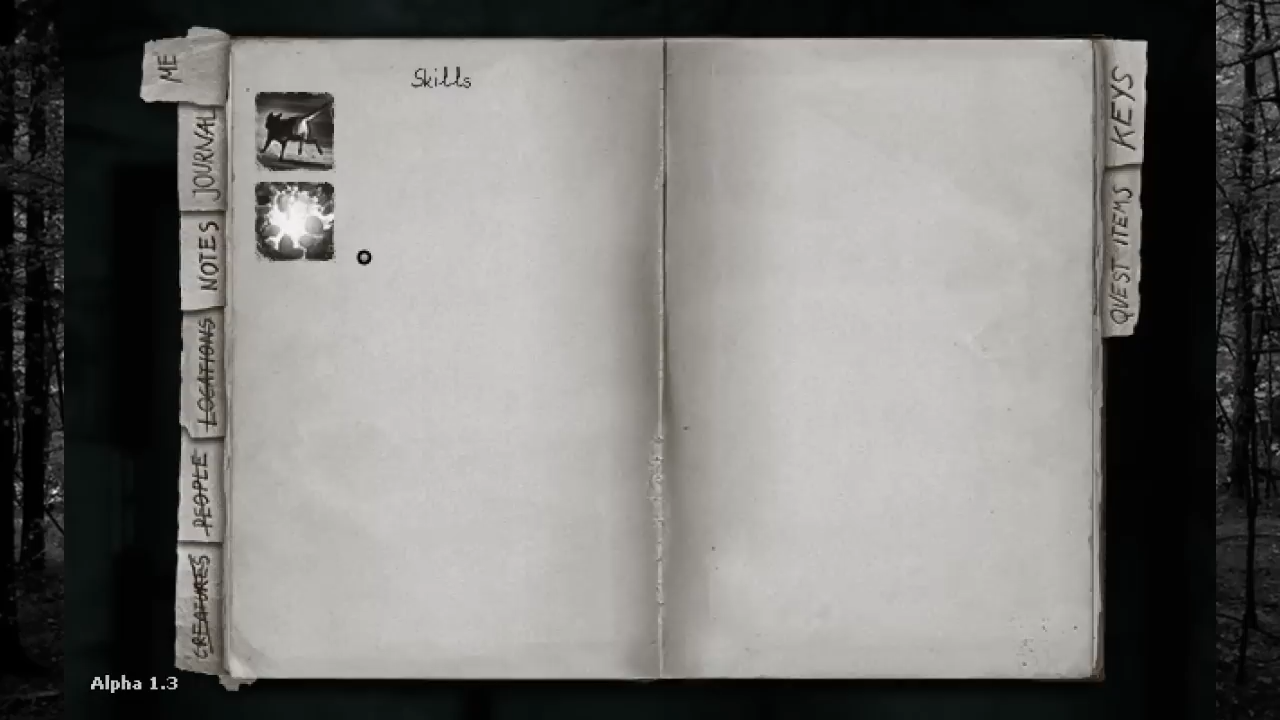 Skills
ME
JOURNAL
NOTES
LOCATIONS
PEOPLE
CREATURES
KEYS
QUEST ITEMS
Alpha 1.3